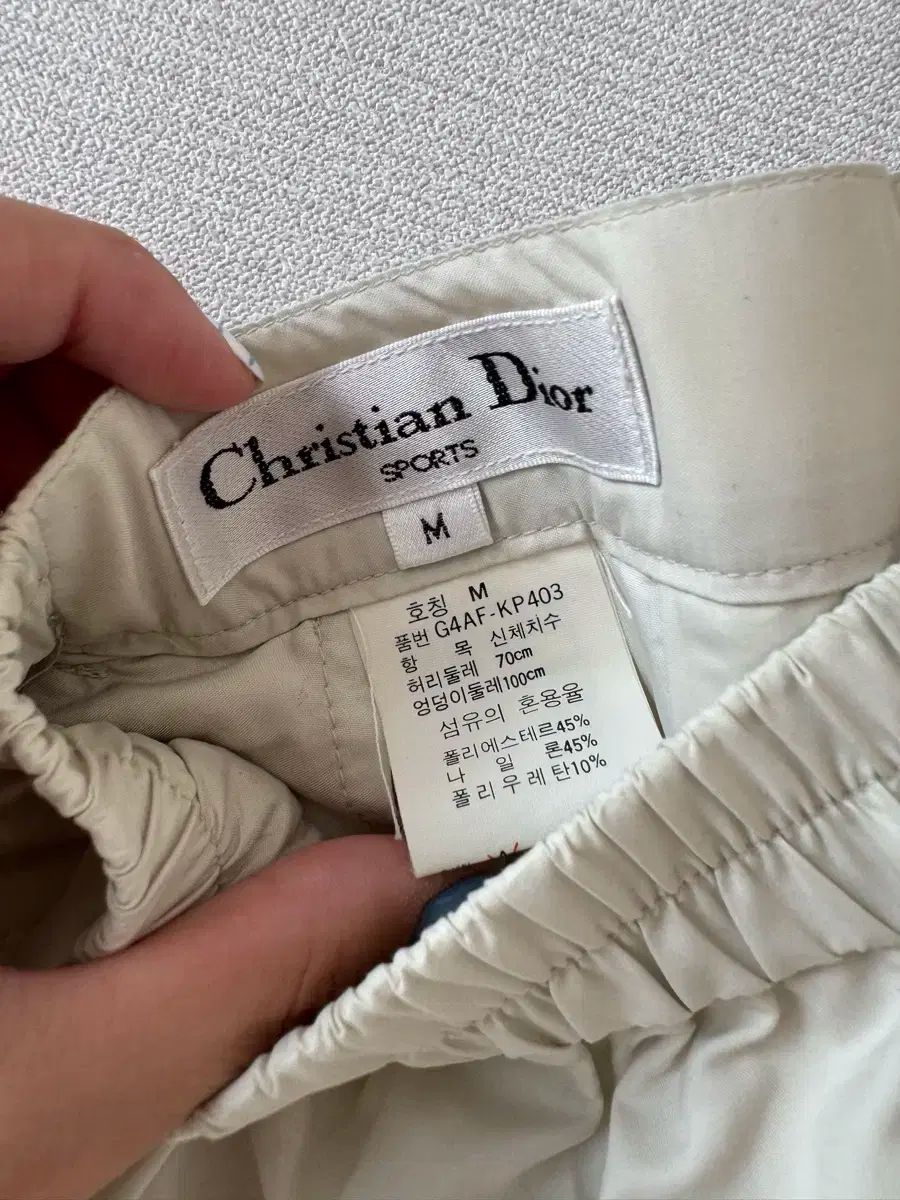 Christian Dior
SPORTS
M
호칭 M
품번 G4AF-KP403
항 목 신체치수
허리둘레 70cm
엉덩이둘레100cm
섬유의 혼용율
폴리에스테르45%
나 일 론45%
폴리우레탄10%